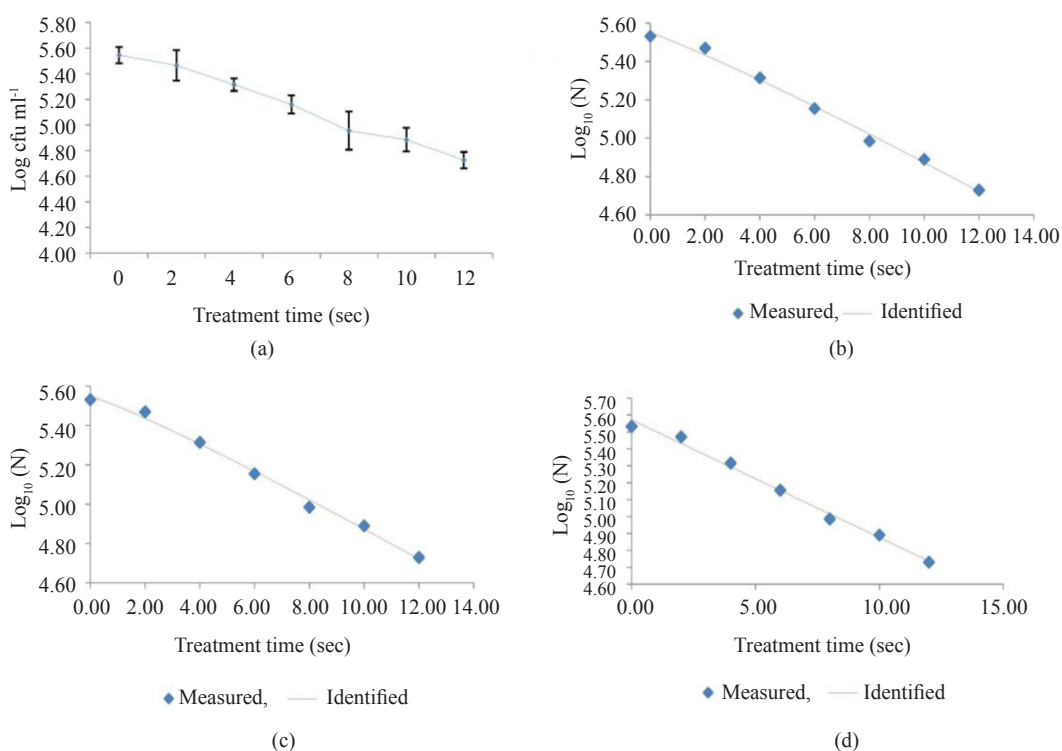 5.80
5.60
5.40
5.20
5.00
4.80
4.60
4.40
4.20
4.00
Log cfu ml⁻¹
0 2 4 6 8 10 12
Treatment time (sec)
(a)
5.60
5.40
5.20
5.00
4.80
4.60
Log₁₀ (N)
0.00 2.00 4.00 6.00 8.00 10.00 12.00 14.00
Treatment time (sec)
Measured, Identified
(b)
5.60
5.40
5.20
5.00
4.80
4.60
Log₁₀ (N)
0.00 2.00 4.00 6.00 8.00 10.00 12.00 14.00
Treatment time (sec)
Measured, Identified
(c)
5.70
5.60
5.50
5.40
5.30
5.20
5.10
5.00
4.90
4.80
4.70
4.60
Log₁₀ (N)
0.00 5.00 10.00 15.00
Treatment time (sec)
Measured, Identified
(d)